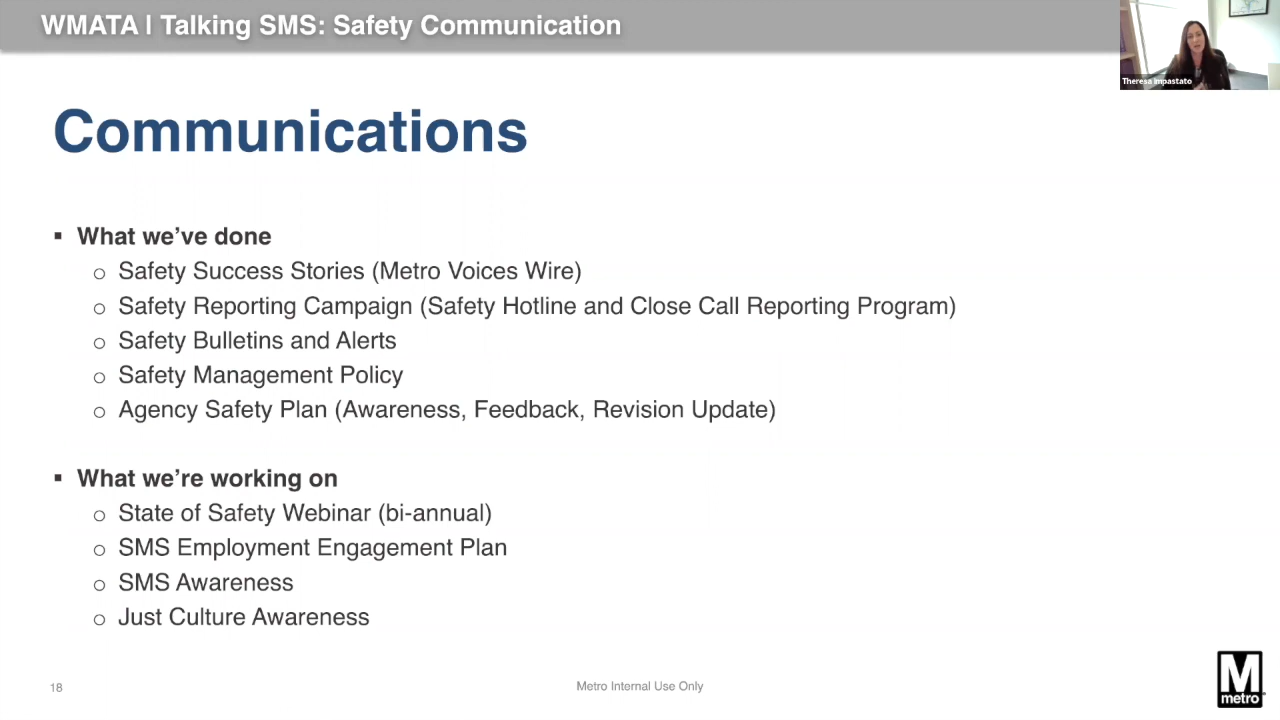 WMATA | Talking SMS: Safety Communication
Theresa Impastato
Communications
▪ What we’ve done
o Safety Success Stories (Metro Voices Wire)
o Safety Reporting Campaign (Safety Hotline and Close Call Reporting Program)
o Safety Bulletins and Alerts
o Safety Management Policy
o Agency Safety Plan (Awareness, Feedback, Revision Update)
▪ What we’re working on
o State of Safety Webinar (bi-annual)
o SMS Employment Engagement Plan
o SMS Awareness
o Just Culture Awareness
18
Metro Internal Use Only
M
metro